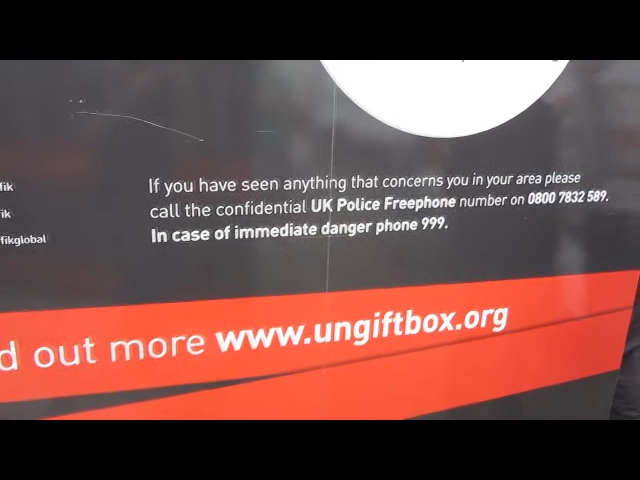 fik
ik
fikglobal
If you have seen anything that concerns you in your area please
call the confidential UK Police Freephone number on 0800 7832 589.
In case of immediate danger phone 999.
d out more www.ungiftbox.org